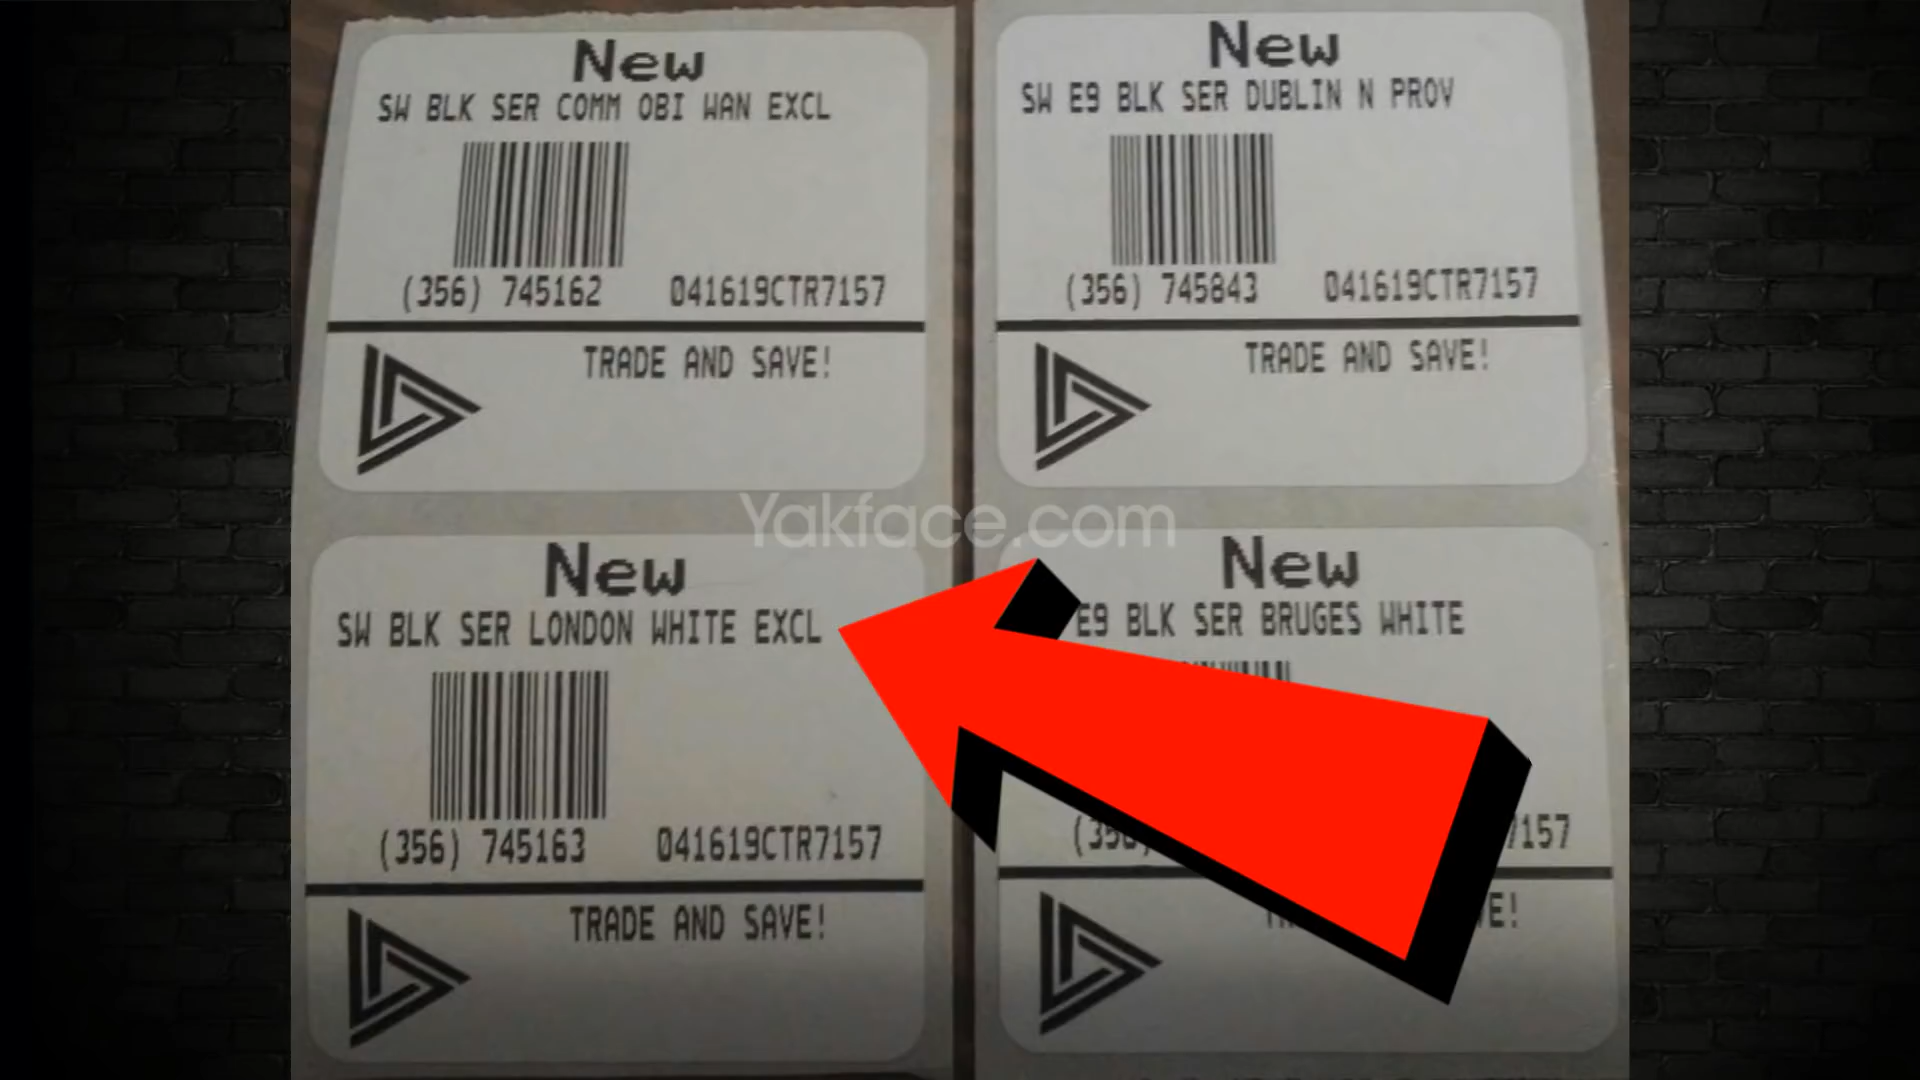 New
SW BLK SER COMM OBI WAN EXCL
(356) 745162 041619CTR7157
TRADE AND SAVE!
New
SW E9 BLK SER DUBLIN N PROV
(356) 745843 041619CTR7157
TRADE AND SAVE!
Yakface.com
New
SW BLK SER LONDON WHITE EXCL
(356) 745163 041619CTR7157
TRADE AND SAVE!
New
E9 BLK SER BRUGES WHITE